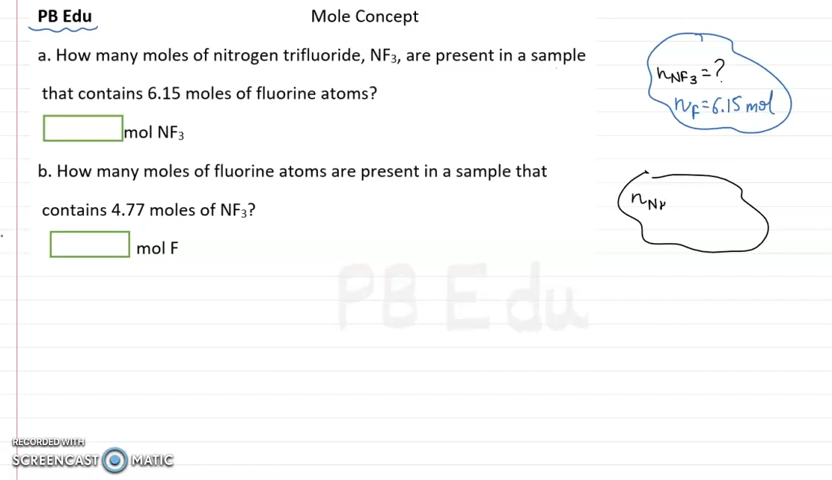 PB Edu
Mole Concept
a. How many moles of nitrogen trifluoride, NF₃, are present in a sample
that contains 6.15 moles of fluorine atoms?
mol NF₃
b. How many moles of fluorine atoms are present in a sample that
contains 4.77 moles of NF₃?
mol F
nNF₃=?
nF=6.15 mol
PB Edu
RECORDED WITH
SCREENCAST MATIC